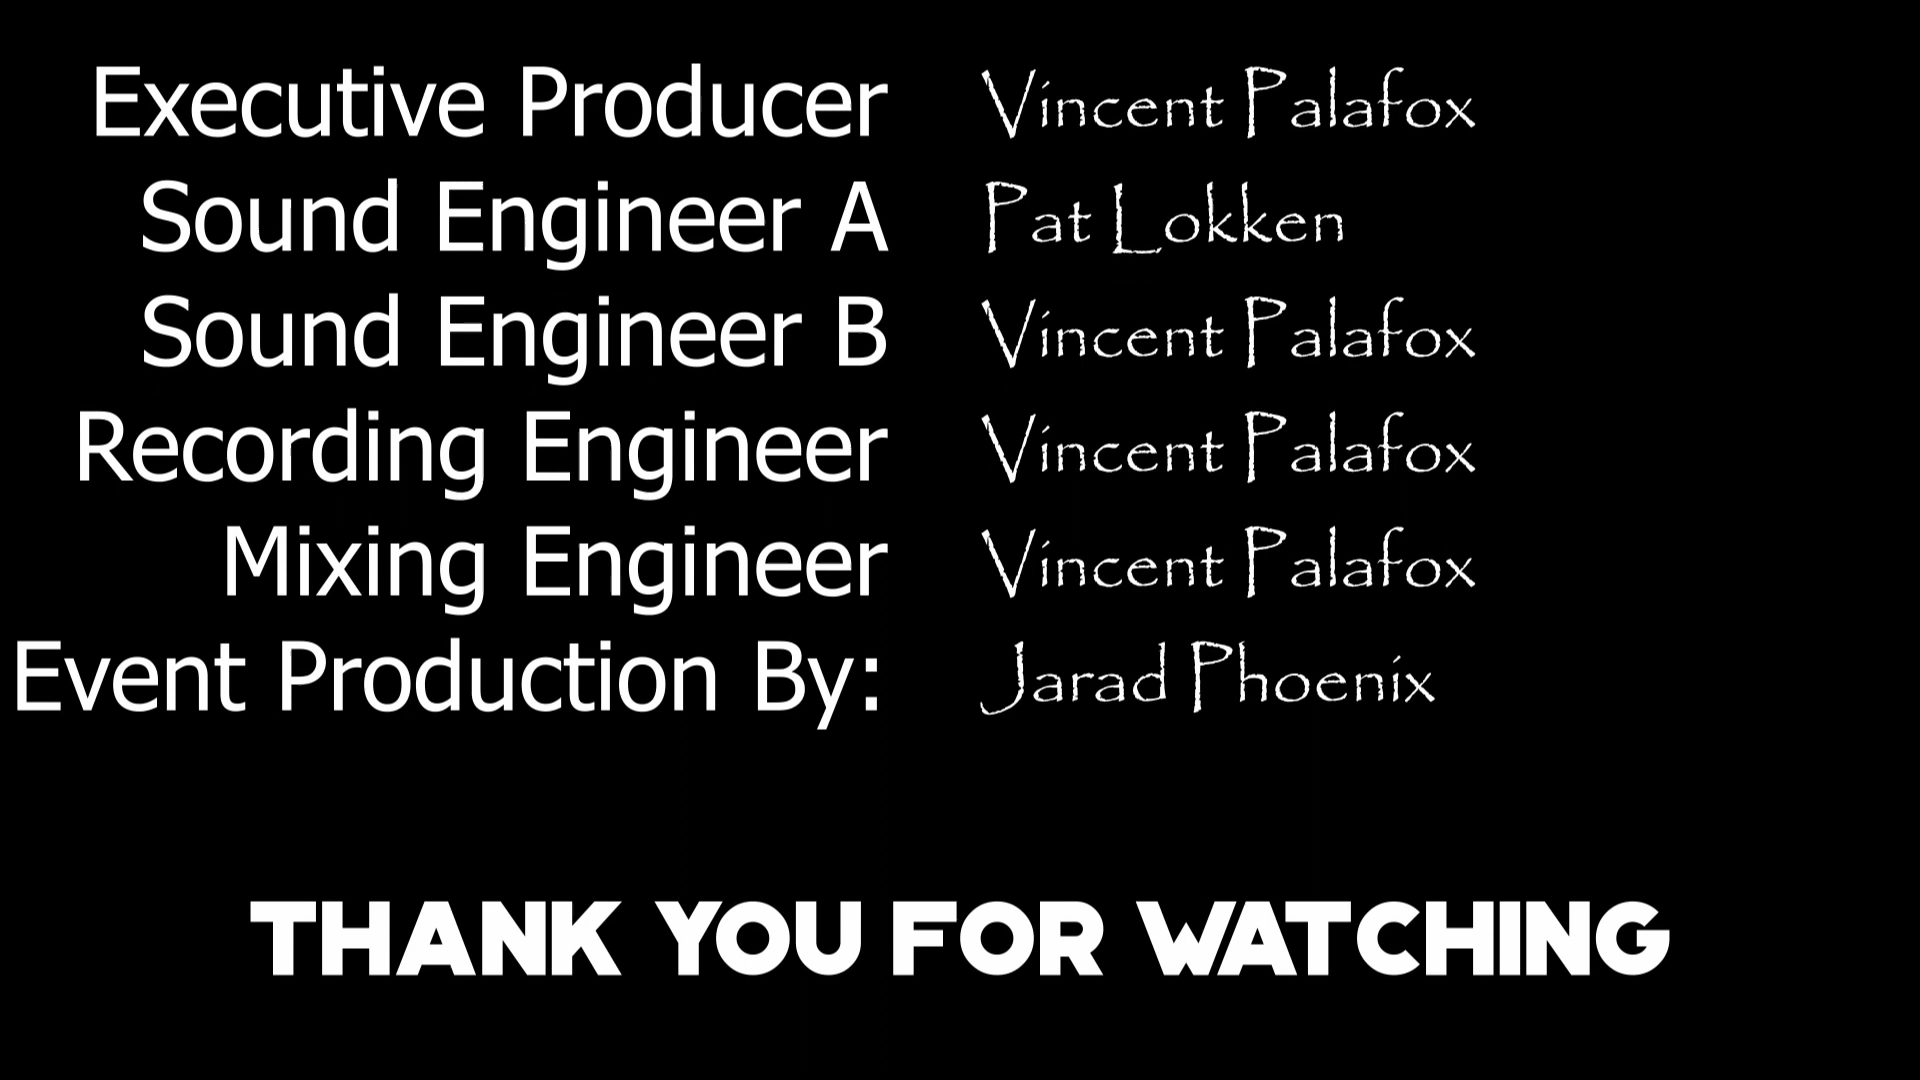 Executive Producer Vincent Palafox
Sound Engineer A Pat Lokken
Sound Engineer B Vincent Palafox
Recording Engineer Vincent Palafox
Mixing Engineer Vincent Palafox
Event Production By: Jarad Phoenix
THANK YOU FOR WATCHING